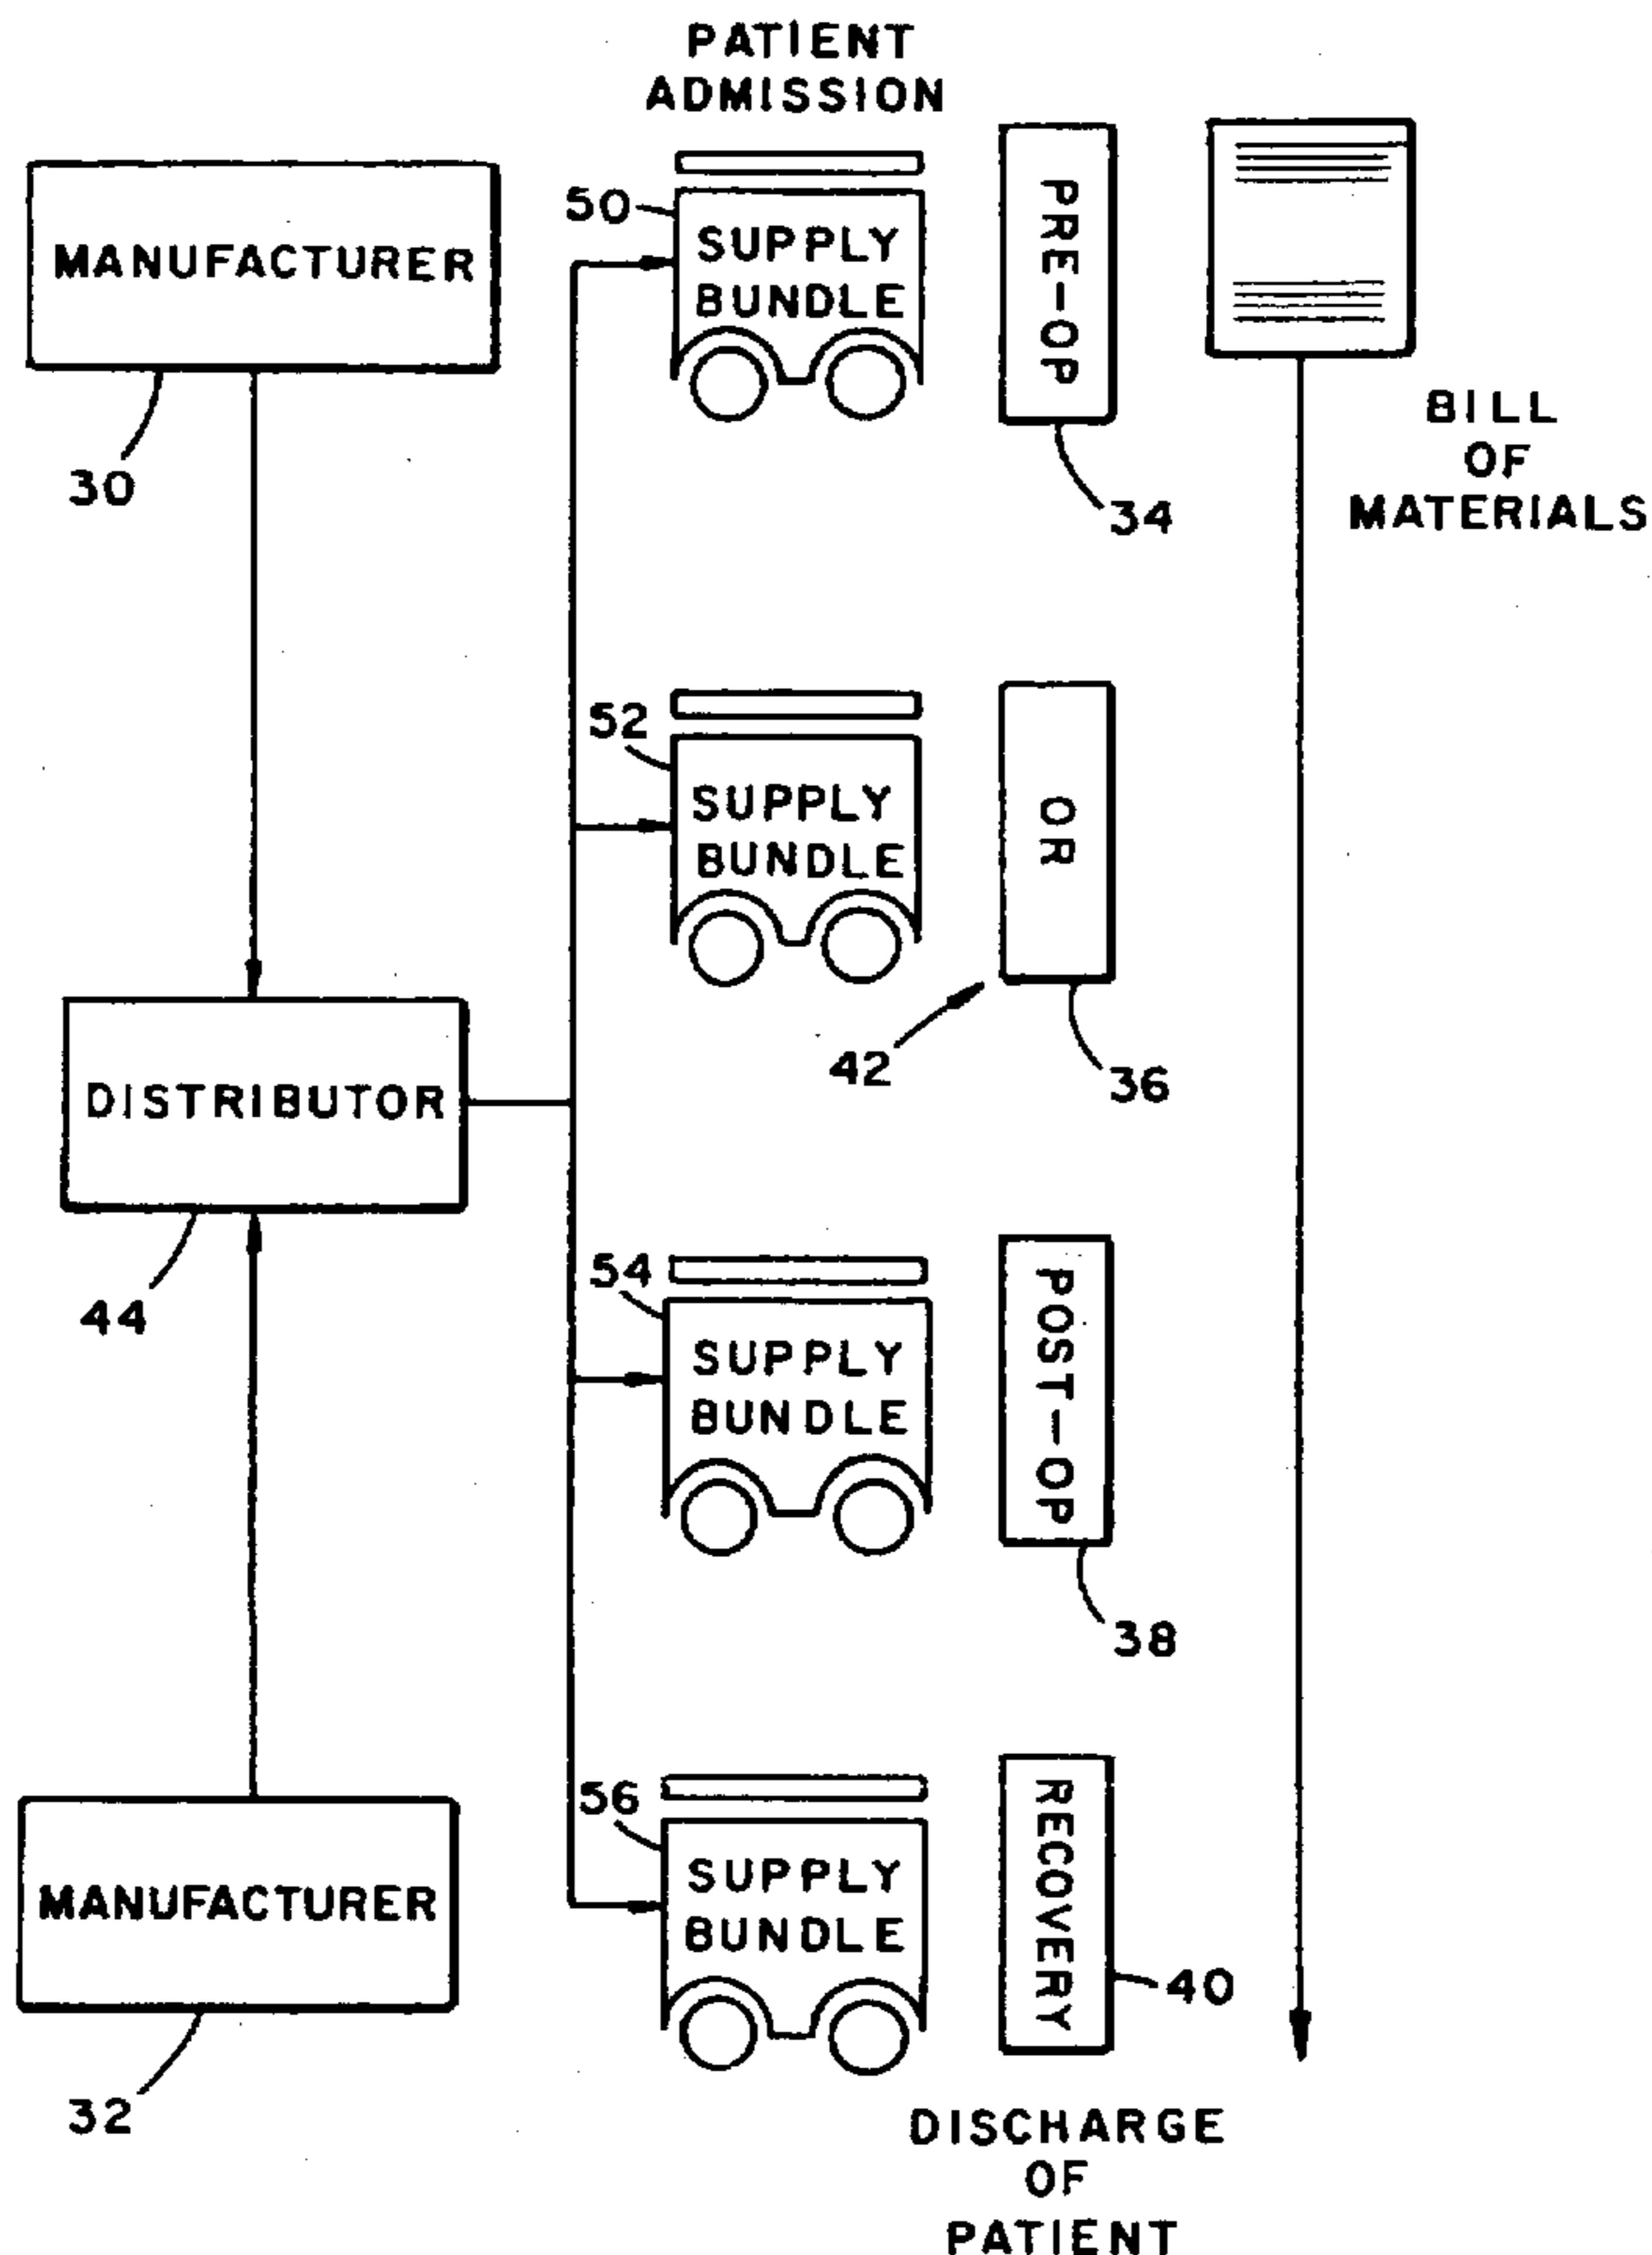 PATIENT
ADMISSION
MANUFACTURER
30
50
SUPPLY
BUNDLE
PRE-OP
34
BILL
OF
MATERIALS
52
SUPPLY
BUNDLE
OR
42
36
DISTRIBUTOR
44
54
SUPPLY
BUNDLE
POST-OP
38
MANUFACTURER
32
56
SUPPLY
BUNDLE
RECOVERY
40
DISCHARGE
OF
PATIENT